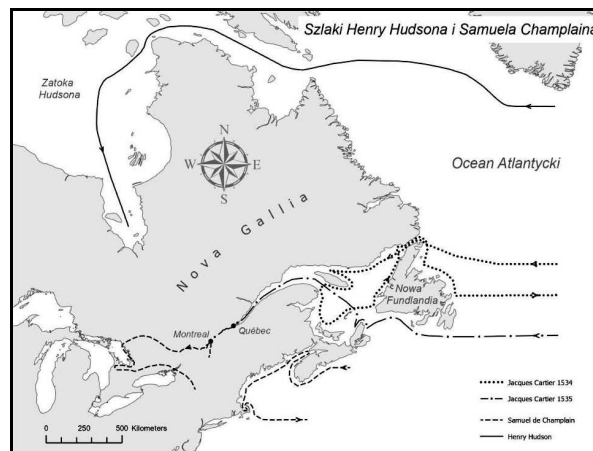 Szlaki Henry Hudsona i Samuela Champlaina
Zatoka
Hudsona
N
W
E
S
Ocean Atlantycki
Nova Gallia
Nowa
Fundlandia
Montreal
Québec
Jacques Cartier 1534
Jacques Cartier 1535
Samuel de Champlain
Henry Hudson
0 250 500 Kilometers